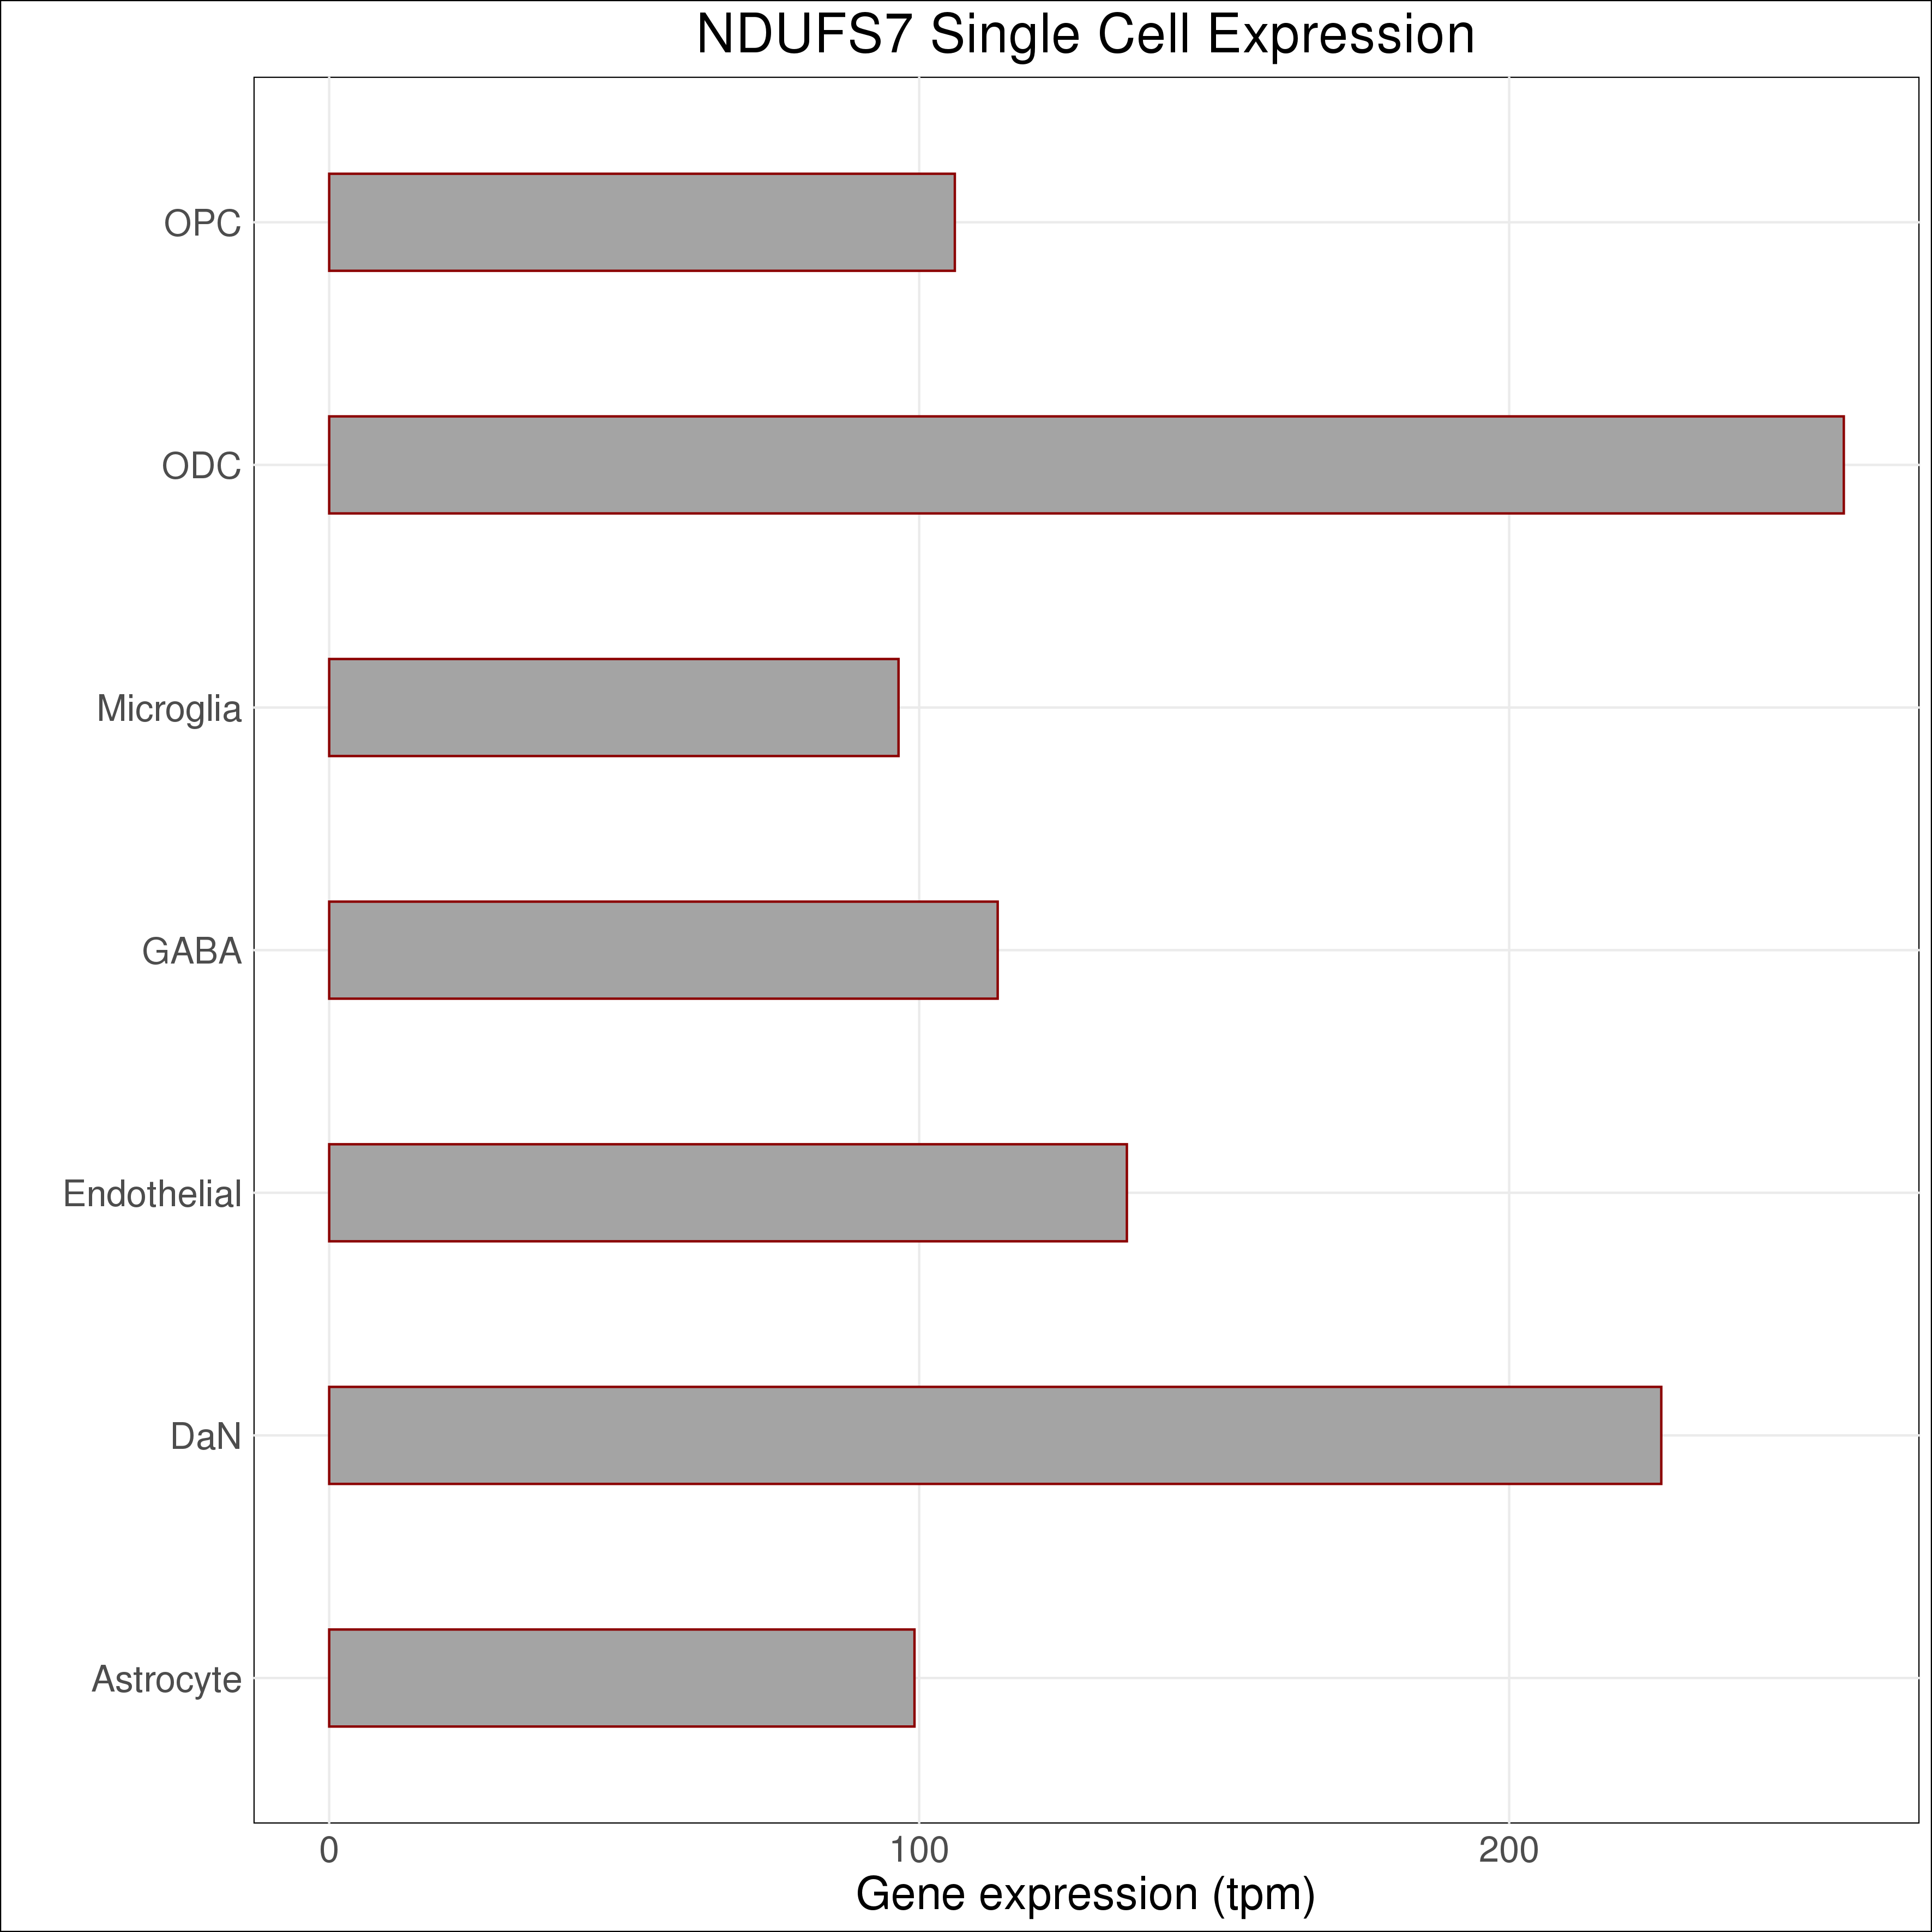 NDUFS7 Single Cell Expression
OPC
ODC
Microglia
GABA
Endothelial
DaN
Astrocyte
0 100 200
Gene expression (tpm)